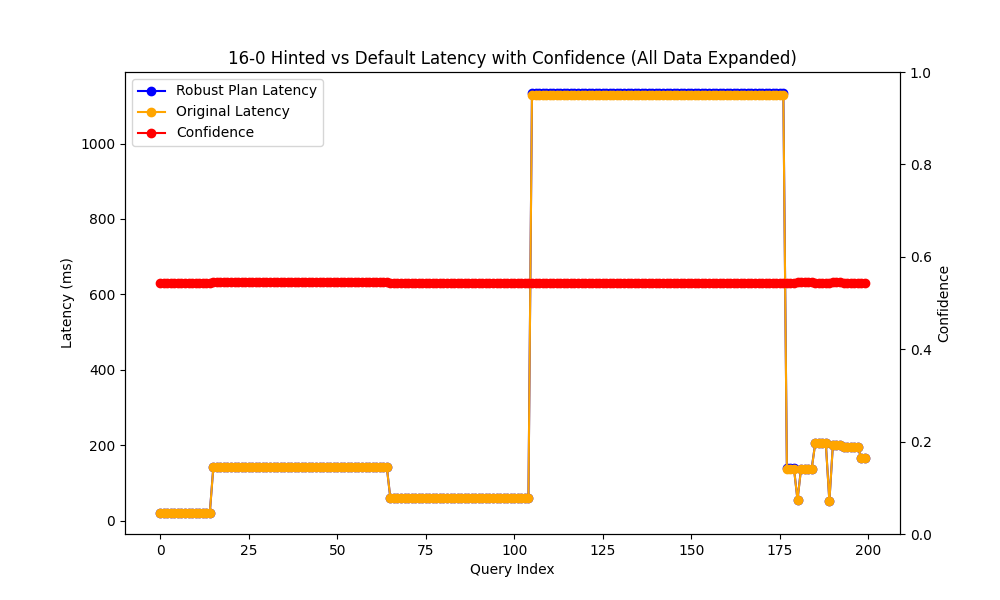 16-0 Hinted vs Default Latency with Confidence (All Data Expanded)
Robust Plan Latency
Original Latency
Confidence
Latency (ms)
1000
800
600
400
200
0
1.0
0.8
0.6
0.4
0.2
0.0
Confidence
0 25 50 75 100 125 150 175 200
Query Index